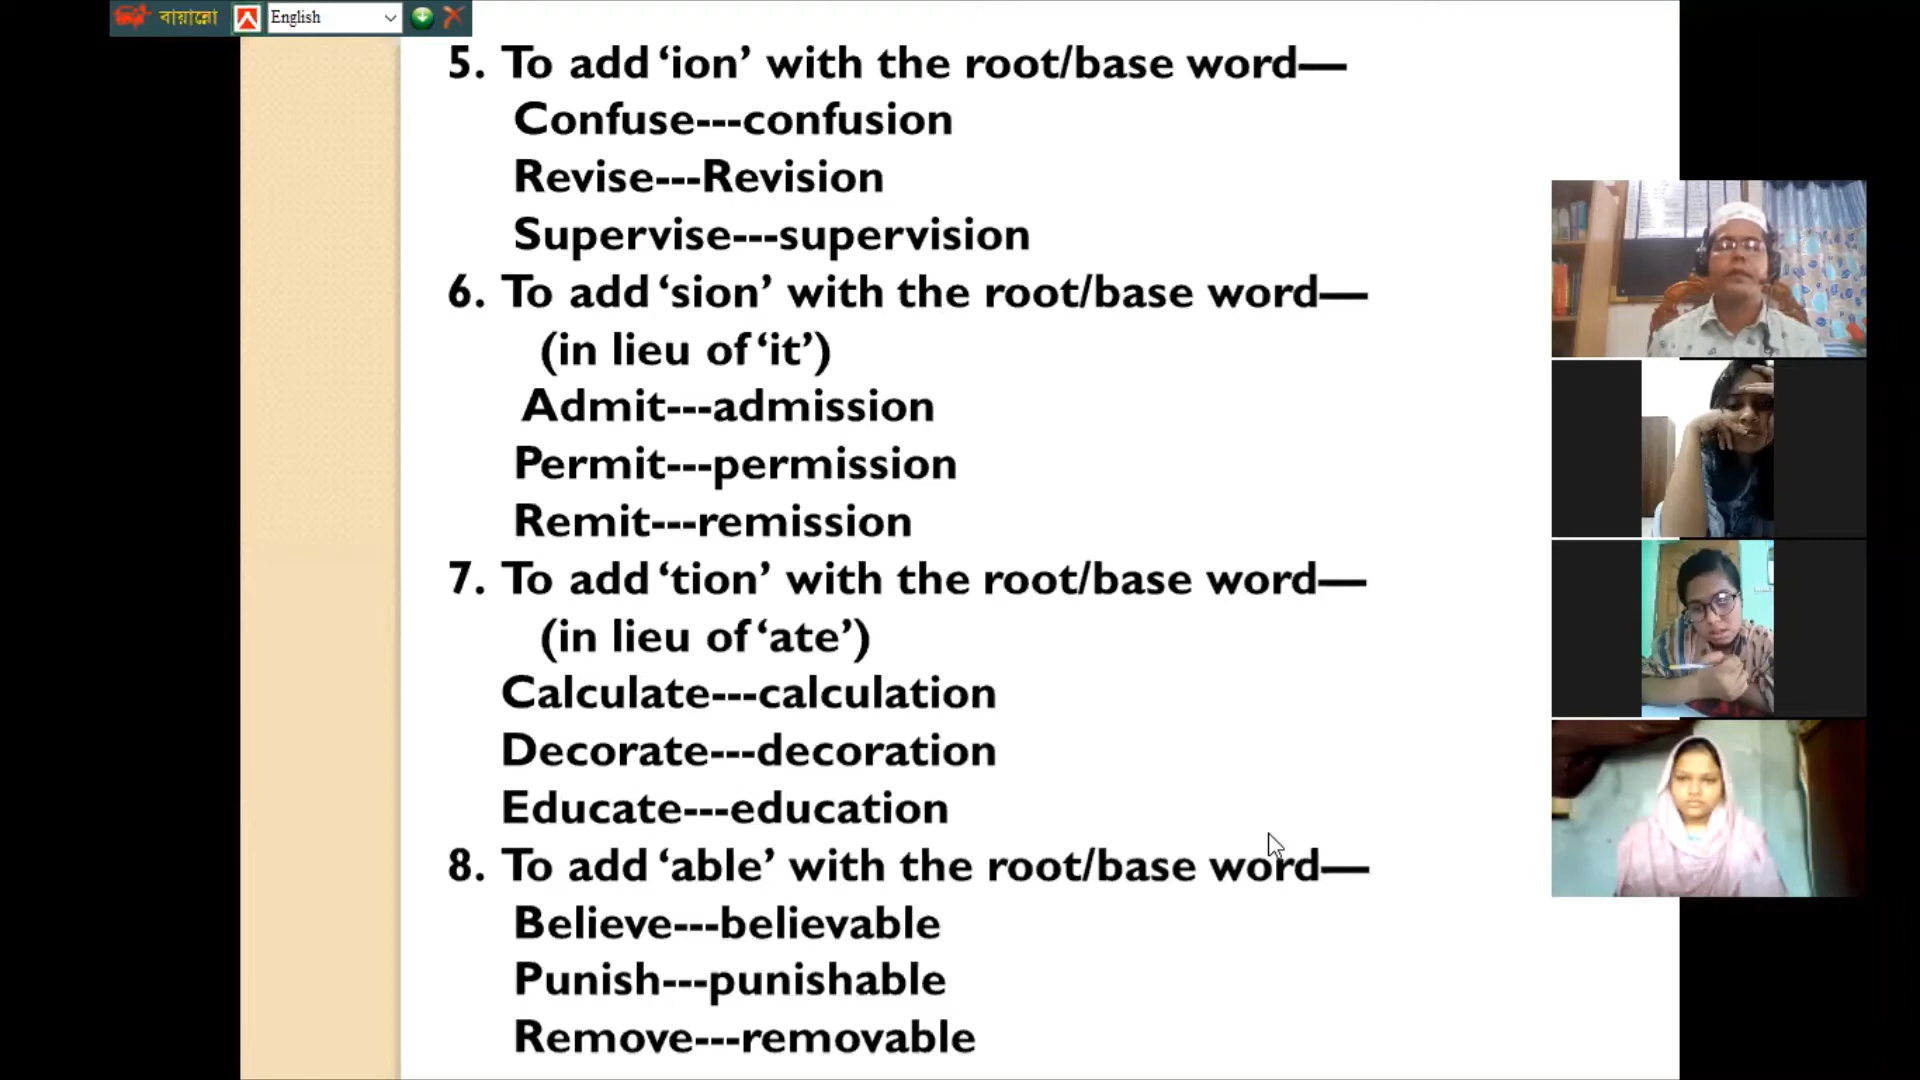 বায়ান্নো English
5. To add ‘ion’ with the root/base word—
Confuse---confusion
Revise---Revision
Supervise---supervision
6. To add ‘sion’ with the root/base word—
(in lieu of ‘it’)
Admit---admission
Permit---permission
Remit---remission
7. To add ‘tion’ with the root/base word—
(in lieu of ‘ate’)
Calculate---calculation
Decorate---decoration
Educate---education
8. To add ‘able’ with the root/base word—
Believe---believable
Punish---punishable
Remove---removable